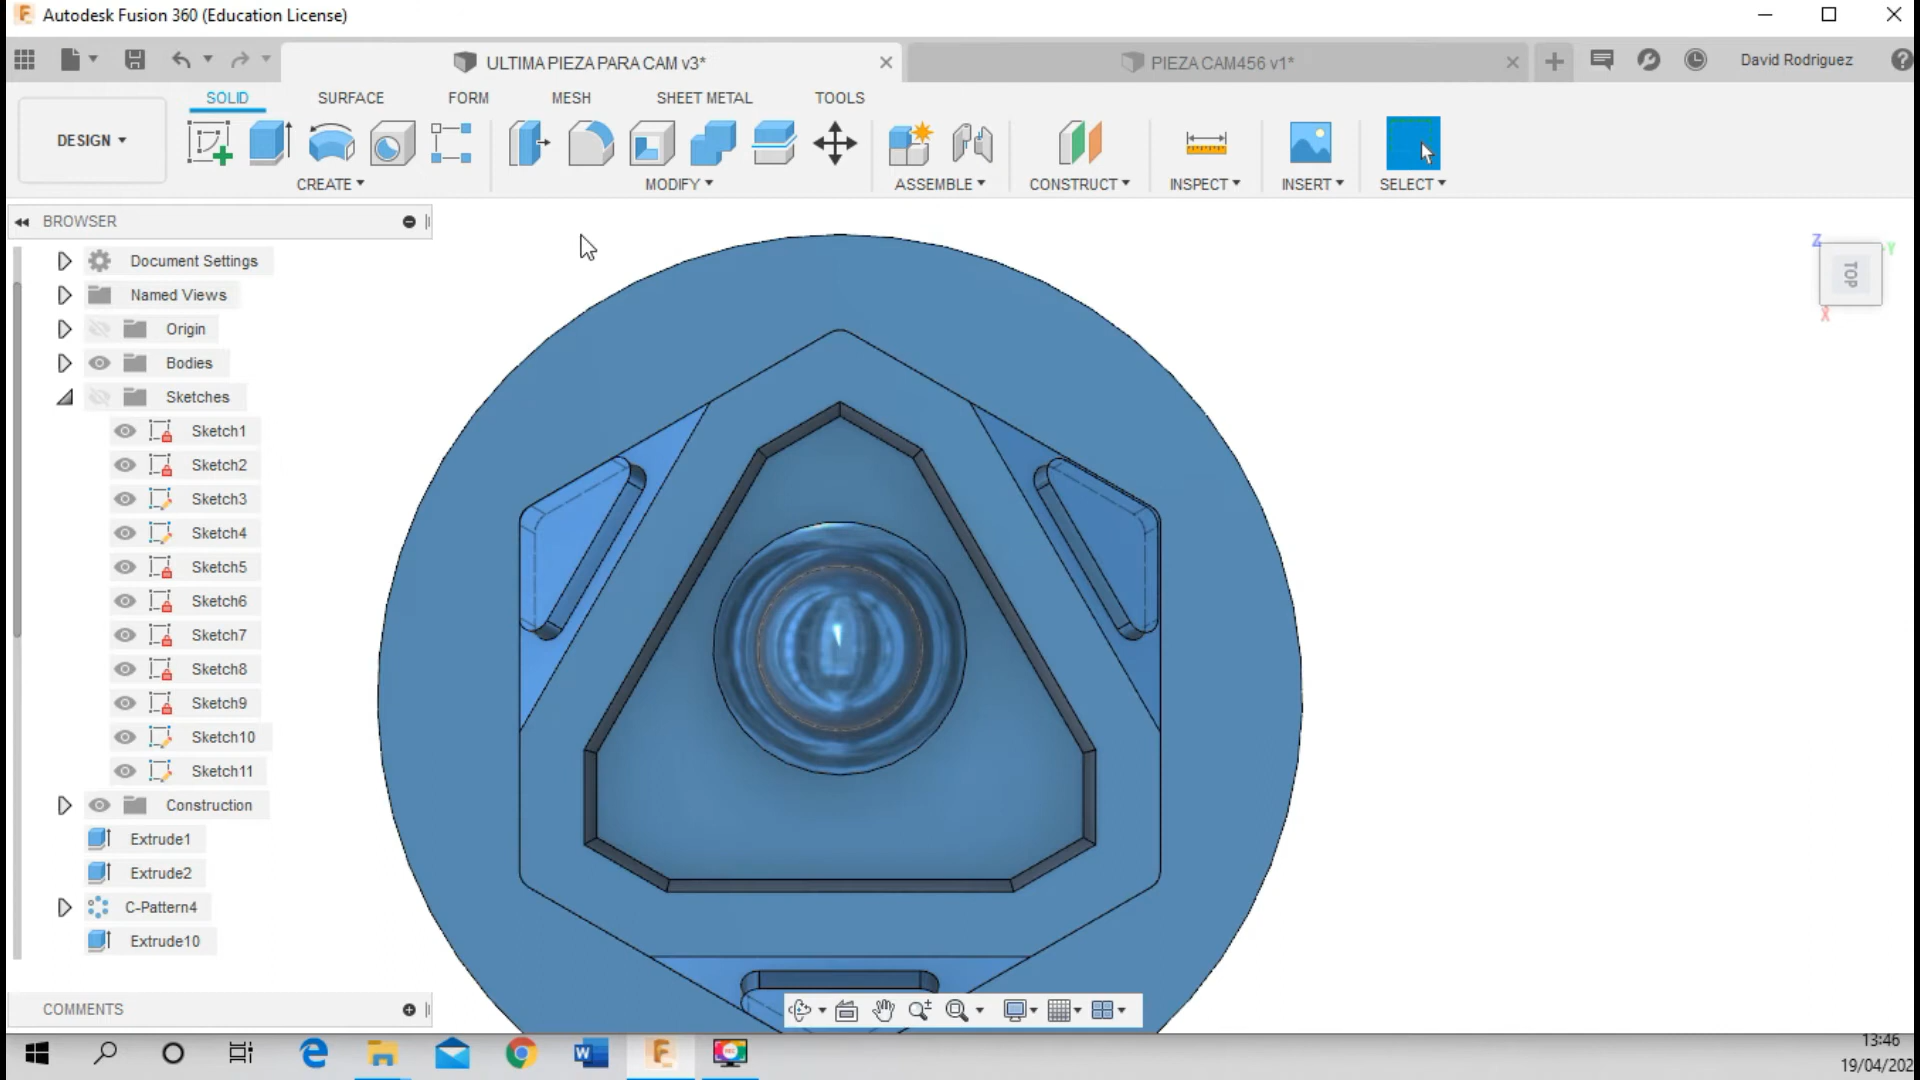 Autodesk Fusion 360 (Education License)
ULTIMA PIEZA PARA CAM v3*
PIEZA CAM456 v1*
David Rodriguez
SOLID SURFACE FORM MESH SHEET METAL TOOLS
DESIGN
CREATE MODIFY ASSEMBLE CONSTRUCT INSPECT INSERT SELECT
BROWSER
Document Settings
Named Views
Origin
Bodies
Sketches
Sketch1
Sketch2
Sketch3
Sketch4
Sketch5
Sketch6
Sketch7
Sketch8
Sketch9
Sketch10
Sketch11
Construction
Extrude1
Extrude2
C-Pattern4
Extrude10
Z
Y
TOP
X
COMMENTS
13:46
19/04/202